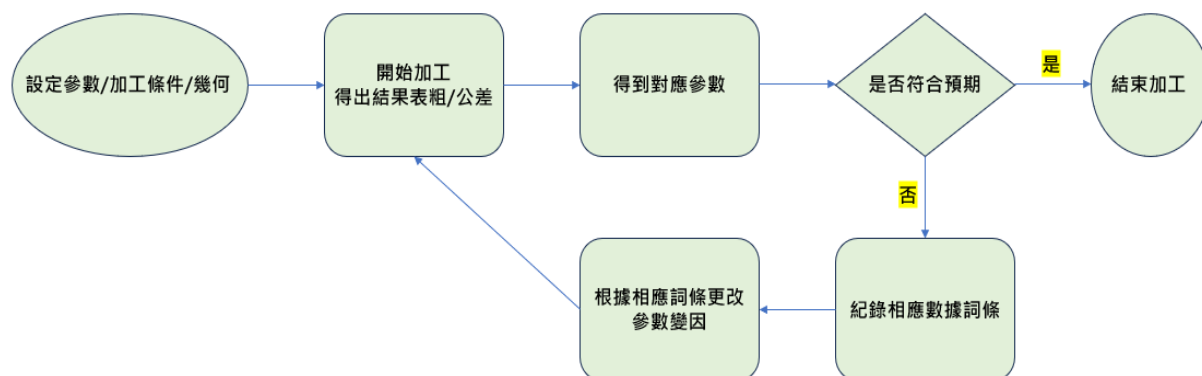 設定參數/加工條件/幾何
開始加工
得出結果表粗/公差
得到對應參數
是否符合預期
是
結束加工
否
根據相應詞條更改
參數變因
紀錄相應數據詞條